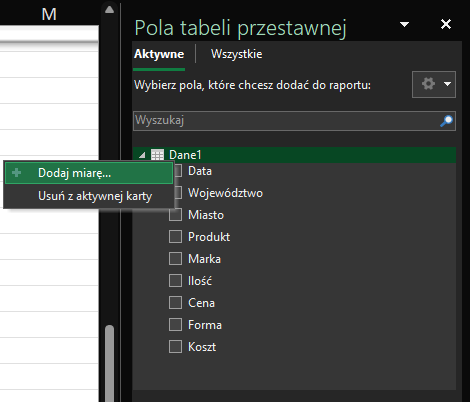 M
Pola tabeli przestawnej
Aktywne
Wszystkie
Wybierz pola, które chcesz dodać do raportu:
Wyszukaj
Dane1
Dodaj miarę...
Usuń z aktywnej karty
Data
Województwo
Miasto
Produkt
Marka
Ilość
Cena
Forma
Koszt